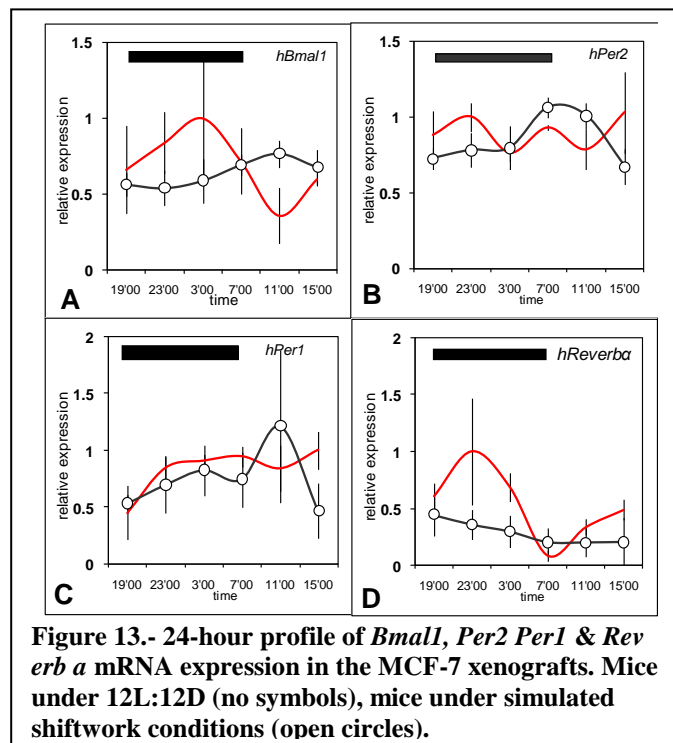 1.5
hBmal1
1
0.5
0
relative expression
A
19'00 23'00 3'00 7'00 11'00 15'00
time
1.5
hPer2
1
0.5
0
relative expression
B
19'00 23'00 3'00 7'00 11'00 15'00
time
2
hPer1
1.5
1
0.5
0
relative expression
C
19'00 23'00 3'00 7'00 11'00 15'00
time
2
hReverbα
1.5
1
0.5
0
relative expression
D
19'00 23'00 3'00 7'00 11'00 15'00
time
Figure 13.- 24-hour profile of Bmal1, Per2 Per1 & Rev
erb a mRNA expression in the MCF-7 xenografts. Mice
under 12L:12D (no symbols), mice under simulated
shiftwork conditions (open circles).